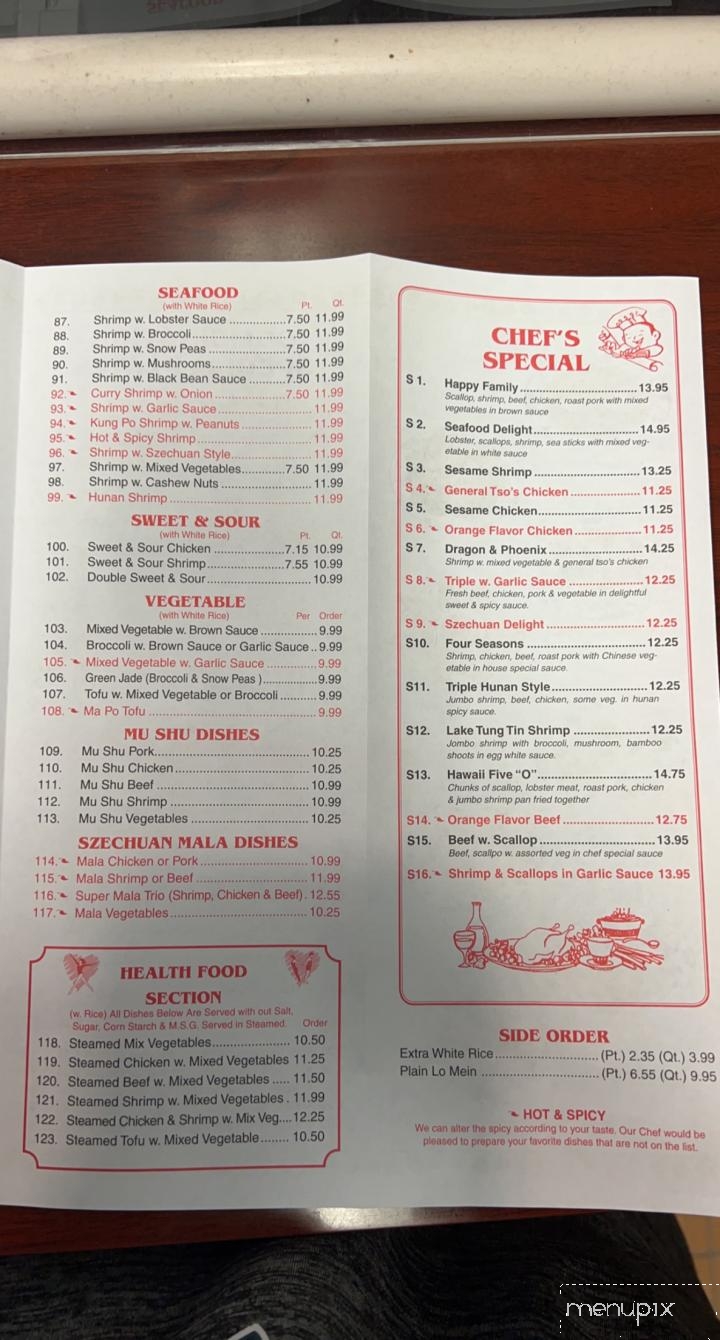 SEAFOOD
(with White Rice) Pt. Qt.
87. Shrimp w. Lobster Sauce ................7.50 11.99
88. Shrimp w. Broccoli..........................7.50 11.99
89. Shrimp w. Snow Peas ......................7.50 11.99
90. Shrimp w. Mushrooms.....................7.50 11.99
91. Shrimp w. Black Bean Sauce ..........7.50 11.99
92. Curry Shrimp w. Onion ....................7.50 11.99
93. Shrimp w. Garlic Sauce............................ 11.99
94. Kung Po Shrimp w. Peanuts ..................... 11.99
95. Hot & Spicy Shrimp................................. 11.99
96. Shrimp w. Szechuan Style........................ 11.99
97. Shrimp w. Mixed Vegetables............7.50 11.99
98. Shrimp w. Cashew Nuts ...........................11.99
99. Hunan Shrimp .........................................11.99
SWEET & SOUR
(with White Rice) Pt. Qt.
100. Sweet & Sour Chicken ....................7.15 10.99
101. Sweet & Sour Shrimp......................7.55 10.99
102. Double Sweet & Sour...............................10.99
VEGETABLE
(with White Rice) Per Order
103. Mixed Vegetable w. Brown Sauce ................ 9.99
104. Broccoli w. Brown Sauce or Garlic Sauce.. 9.99
105. Mixed Vegetable w. Garlic Sauce ...............9.99
106. Green Jade (Broccoli & Snow Peas )................9.99
107. Tofu w. Mixed Vegetable or Broccoli ...........9.99
108. Ma Po Tofu ................................................9.99
MU SHU DISHES
109. Mu Shu Pork............................................. 10.25
110. Mu Shu Chicken....................................... 10.25
111. Mu Shu Beef ............................................ 10.99
112. Mu Shu Shrimp ........................................ 10.99
113. Mu Shu Vegetables .................................. 10.25
SZECHUAN MALA DISHES
114. Mala Chicken or Pork............................... 10.99
115. Mala Shrimp or Beef ................................ 11.99
116. Super Mala Trio (Shrimp, Chicken & Beef). 12.55
117. Mala Vegetables....................................... 10.25
HEALTH FOOD
SECTION
(w. Rice) All Dishes Below Are Served with out Salt,
Sugar, Corn Starch & M.S.G. Served in Steamed. Order
118. Steamed Mix Vegetables...................... 10.50
119. Steamed Chicken w. Mixed Vegetables 11.25
120. Steamed Beef w. Mixed Vegetables ..... 11.50
121. Steamed Shrimp w. Mixed Vegetables . 11.99
122. Steamed Chicken & Shrimp w. Mix Veg....12.25
123. Steamed Tofu w. Mixed Vegetable........ 10.50
CHEF'S
SPECIAL
S 1. Happy Family ................................... 13.95
Scallop, shrimp, beef, chicken, roast pork with mixed
vegetables in brown sauce
S 2. Seafood Delight................................ 14.95
Lobster, scallops, shrimp, sea sticks with mixed veg-
etable in white sauce
S 3. Sesame Shrimp ................................ 13.25
S 4. General Tso's Chicken ..................... 11.25
S 5. Sesame Chicken............................... 11.25
S 6. Orange Flavor Chicken .................... 11.25
S 7. Dragon & Phoenix............................ 14.25
Shrimp w. mixed vegetable & general tso's chicken
S 8. Triple w. Garlic Sauce ...................... 12.25
Fresh beef, chicken, pork & vegetable in delightful
sweet & spicy sauce.
S 9. Szechuan Delight.............................. 12.25
S10. Four Seasons .................................... 12.25
Shrimp, chicken, beef, roast pork with Chinese veg-
etable in house special sauce.
S11. Triple Hunan Style............................. 12.25
Jumbo shrimp, beef, chicken, some veg. in hunan
spicy sauce.
S12. Lake Tung Tin Shrimp ...................... 12.25
Jombo shrimp with broccoli, mushroom, bamboo
shoots in egg white sauce.
S13. Hawaii Five "O"................................. 14.75
Chunks of scallop, lobster meat, roast pork, chicken
& jumbo shrimp pan fried together
S14. Orange Flavor Beef .......................... 12.75
S15. Beef w. Scallop ................................. 13.95
Beef, scallpo w. assorted veg in chef special sauce
S16. Shrimp & Scallops in Garlic Sauce 13.95
SIDE ORDER
Extra White Rice............................ (Pt.) 2.35 (Qt.) 3.99
Plain Lo Mein ................................(Pt.) 6.55 (Qt.) 9.95
HOT & SPICY
We can alter the spicy according to your taste. Our Chef would be
pleased to prepare your favorite dishes that are not on the list.
menupix